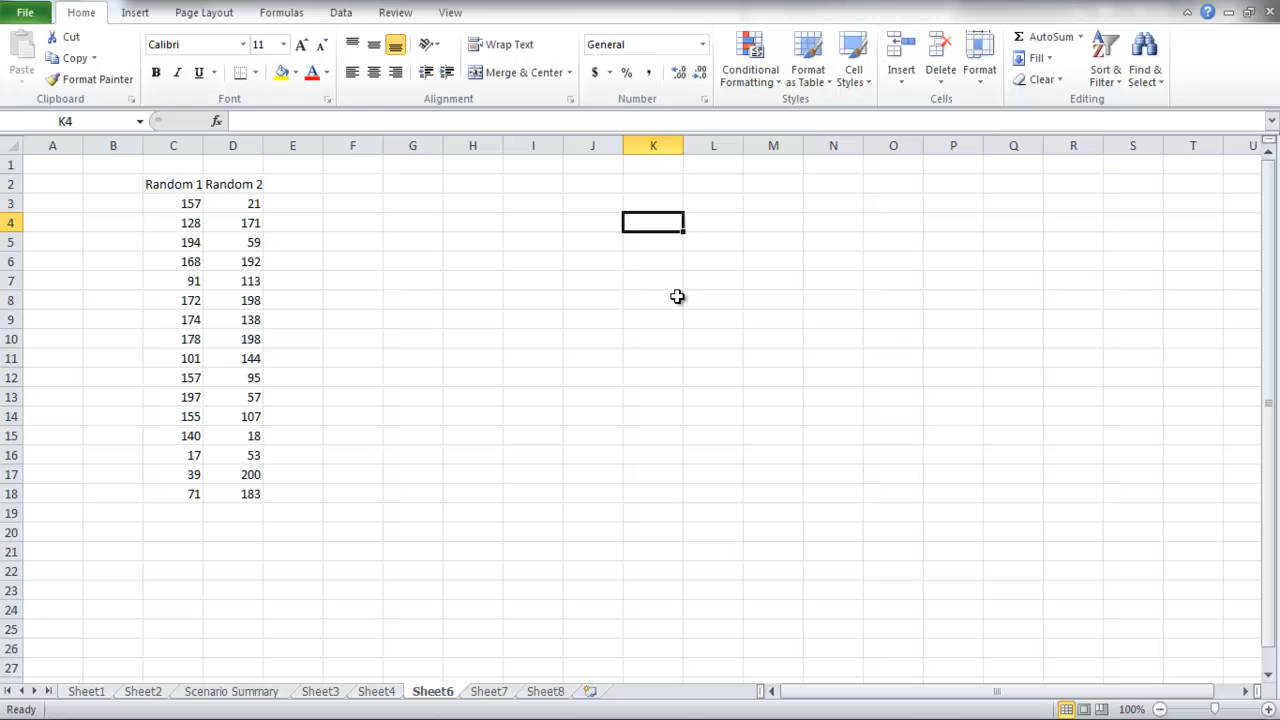 File Home Insert Page Layout Formulas Data Review View
Cut
Copy
Format Painter
Paste
Calibri 11 A A
B I U A
Wrap Text
Merge & Center
General
$ % ,
Conditional Formatting
Format as Table
Cell Styles
Insert Delete Format
Σ AutoSum
Fill
Clear
Sort & Filter
Find & Select
Clipboard Font Alignment Number Styles Cells Editing
K4 fx
A B C D E F G H I J K L M N O P Q R S T U
1
2 Random 1 Random 2
3 157 21
4 128 171
5 194 59
6 168 192
7 91 113
8 172 198
9 174 138
10 178 198
11 101 144
12 157 95
13 197 57
14 155 107
15 140 18
16 17 53
17 39 200
18 71 183
19
20
21
22
23
24
25
26
27
Sheet1 Sheet2 Scenario Summary Sheet3 Sheet4 Sheet6 Sheet7 Sheet8
Ready 100%